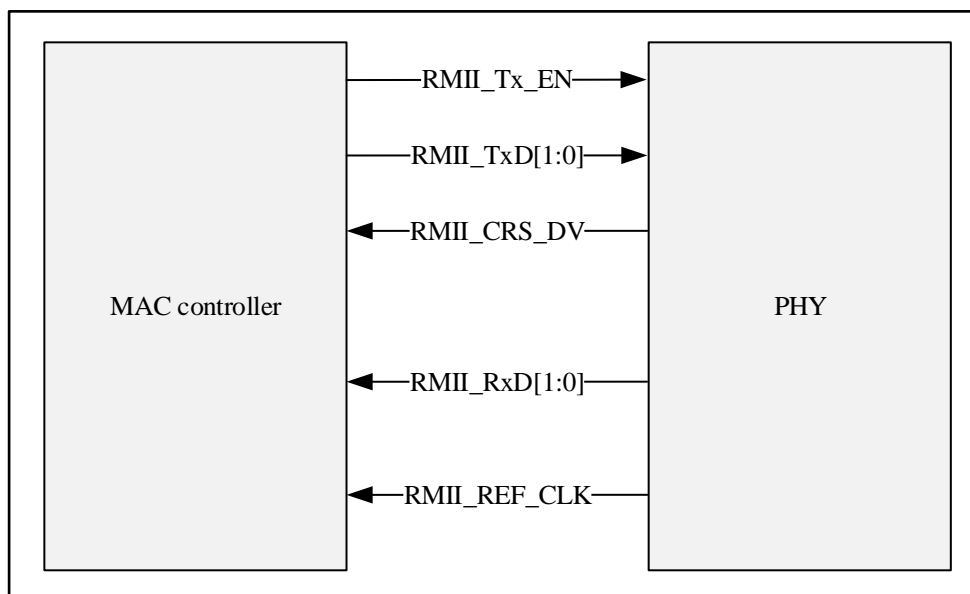 RMII_Tx_EN
RMII_TxD[1:0]
RMII_CRS_DV
MAC controller
PHY
RMII_RxD[1:0]
RMII_REF_CLK